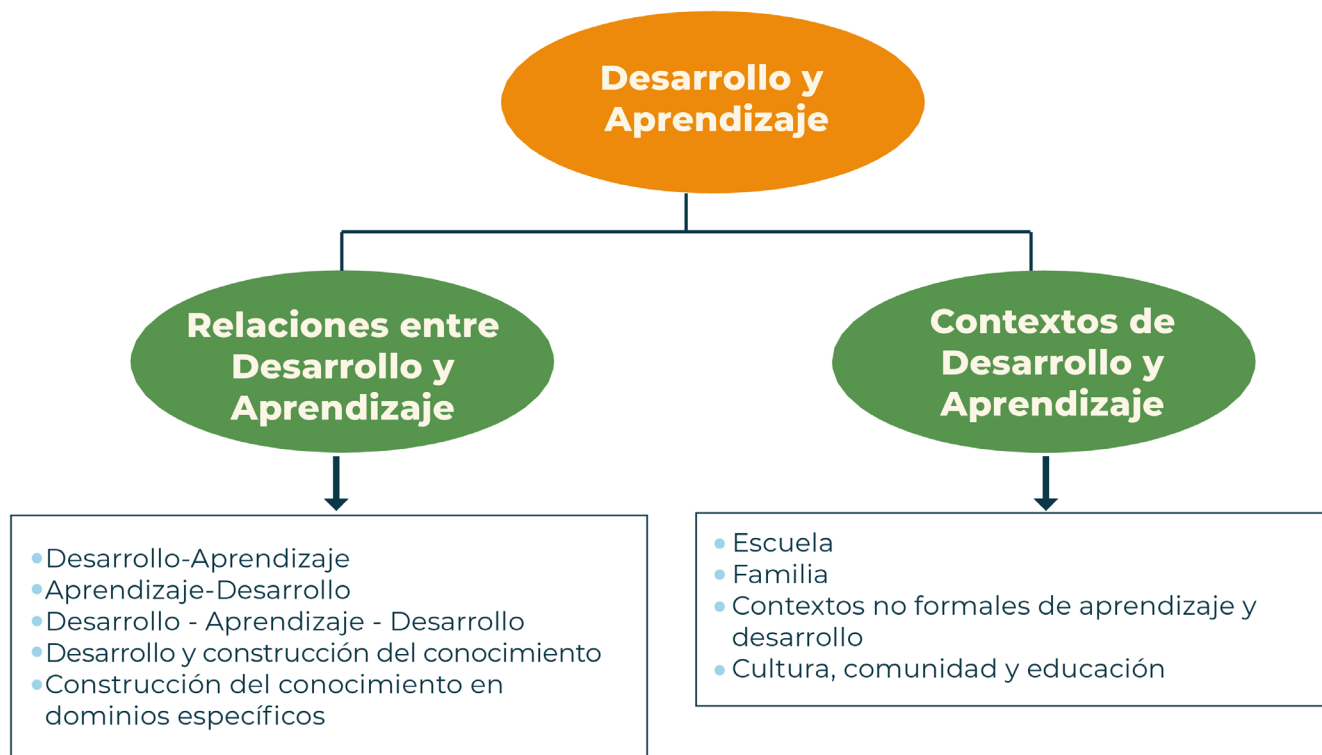 Desarrollo y
Aprendizaje
Relaciones entre
Desarrollo y
Aprendizaje
Contextos de
Desarrollo y
Aprendizaje
•Desarrollo-Aprendizaje
•Aprendizaje-Desarrollo
•Desarrollo - Aprendizaje - Desarrollo
•Desarrollo y construcción del conocimiento
•Construcción del conocimiento en
dominios específicos
• Escuela
• Familia
• Contextos no formales de aprendizaje y
desarrollo
• Cultura, comunidad y educación